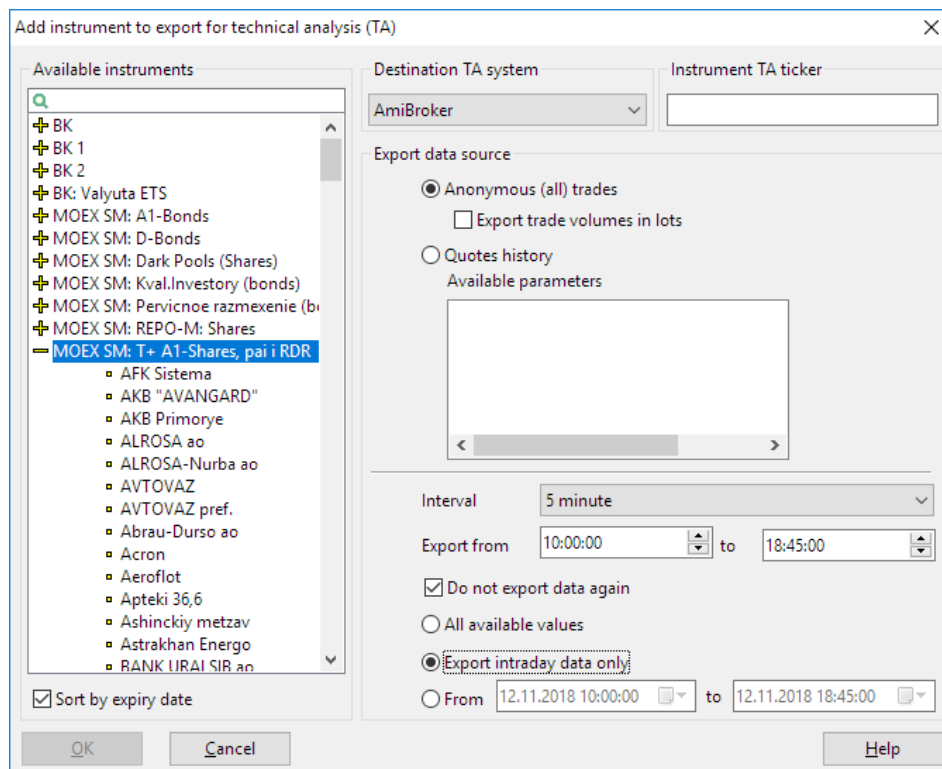 Add instrument to export for technical analysis (TA)
Available instruments
BK
BK 1
BK 2
BK: Valyuta ETS
MOEX SM: A1-Bonds
MOEX SM: D-Bonds
MOEX SM: Dark Pools (Shares)
MOEX SM: Kval.Investory (bonds)
MOEX SM: Pervicnoe razmexenie (b
MOEX SM: REPO-M: Shares
MOEX SM: T+ A1-Shares, pai i RDR
AFK Sistema
AKB "AVANGARD"
AKB Primorye
ALROSA ao
ALROSA-Nurba ao
AVTOVAZ
AVTOVAZ pref.
Abrau-Durso ao
Acron
Aeroflot
Apteki 36,6
Ashinckiy metzav
Astrakhan Energo
BANK URALSIB ao
Sort by expiry date
Destination TA system
AmiBroker
Instrument TA ticker
Export data source
Anonymous (all) trades
Export trade volumes in lots
Quotes history
Available parameters
Interval 5 minute
Export from 10:00:00 to 18:45:00
Do not export data again
All available values
Export intraday data only
From 12.11.2018 10:00:00 to 12.11.2018 18:45:00
OK Cancel Help